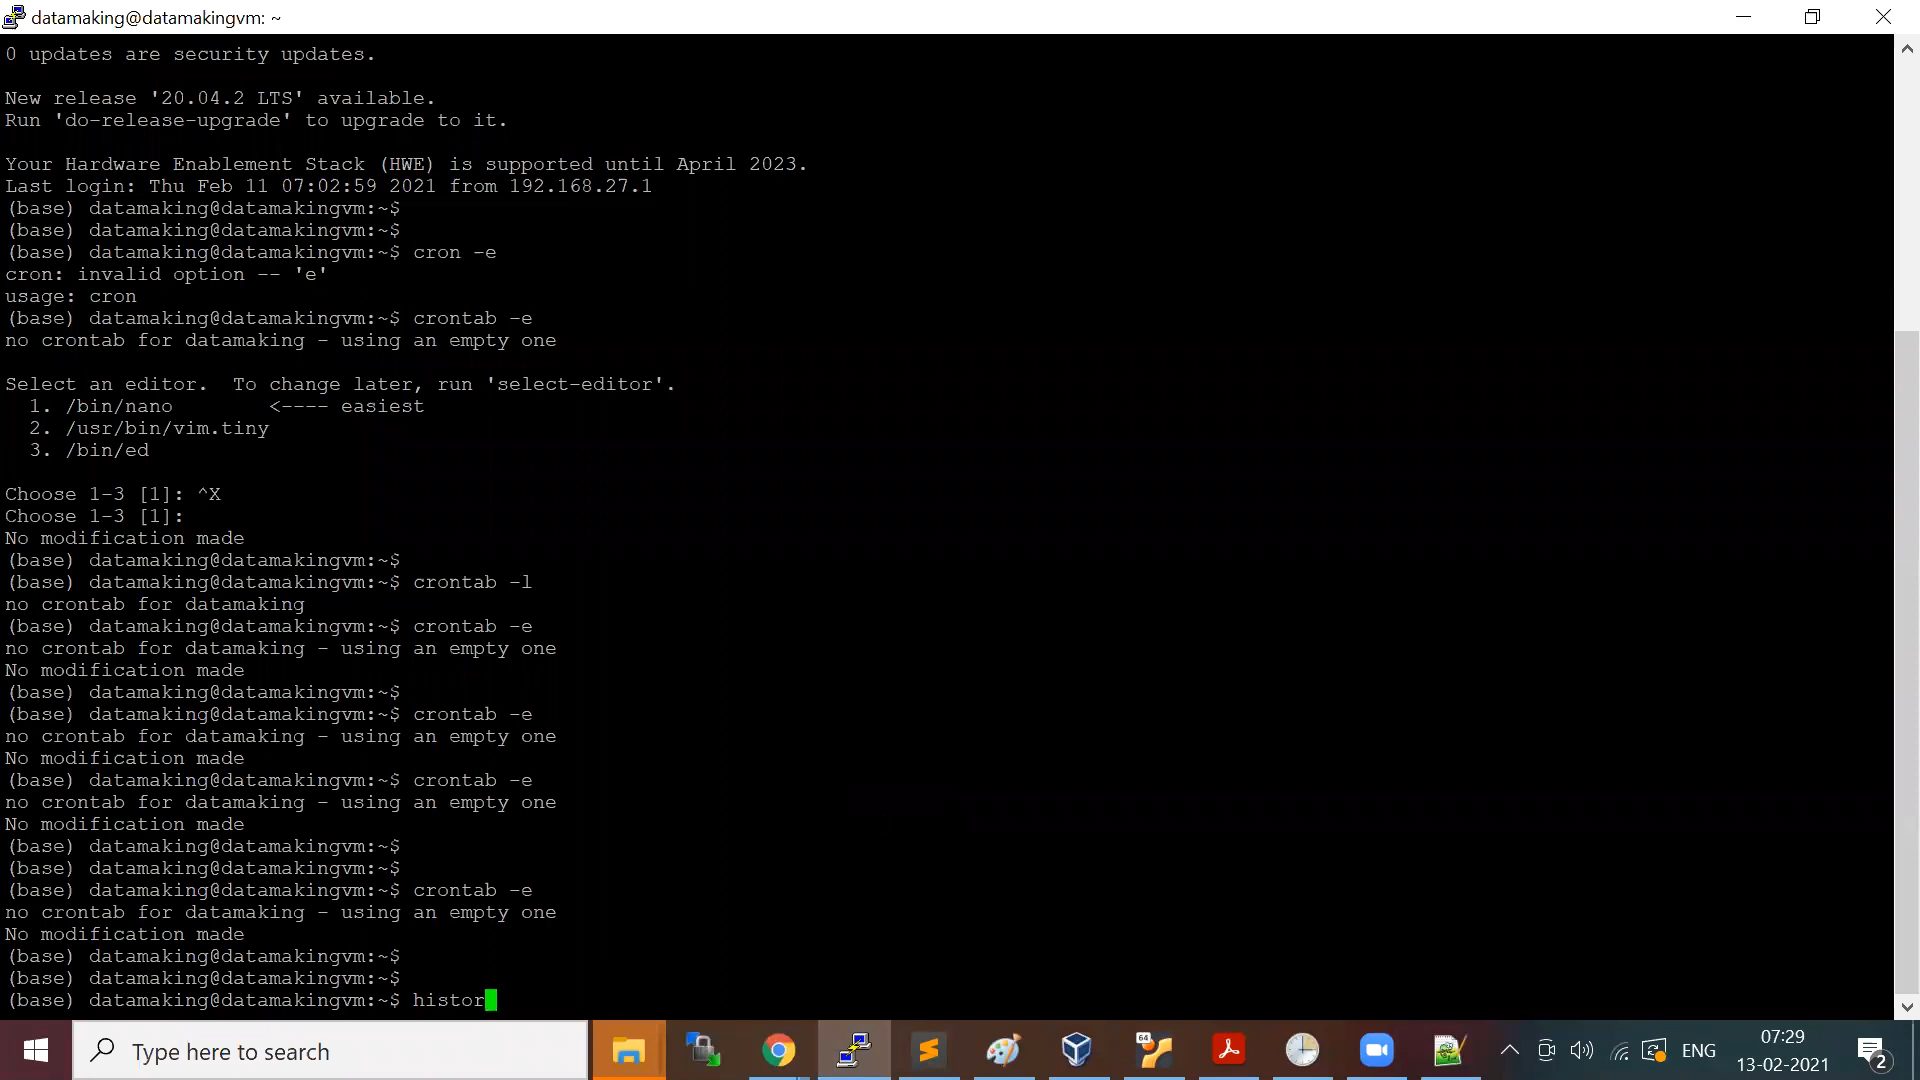 datamaking@datamakingvm: ~
0 updates are security updates.
New release '20.04.2 LTS' available.
Run 'do-release-upgrade' to upgrade to it.
Your Hardware Enablement Stack (HWE) is supported until April 2023.
Last login: Thu Feb 11 07:02:59 2021 from 192.168.27.1
(base) datamaking@datamakingvm:~$
(base) datamaking@datamakingvm:~$
(base) datamaking@datamakingvm:~$ cron -e
cron: invalid option -- 'e'
usage: cron
(base) datamaking@datamakingvm:~$ crontab -e
no crontab for datamaking - using an empty one
Select an editor.  To change later, run 'select-editor'.
  1. /bin/nano        <---- easiest
  2. /usr/bin/vim.tiny
  3. /bin/ed
Choose 1-3 [1]: ^X
Choose 1-3 [1]:
No modification made
(base) datamaking@datamakingvm:~$
(base) datamaking@datamakingvm:~$ crontab -l
no crontab for datamaking
(base) datamaking@datamakingvm:~$ crontab -e
no crontab for datamaking - using an empty one
No modification made
(base) datamaking@datamakingvm:~$
(base) datamaking@datamakingvm:~$ crontab -e
no crontab for datamaking - using an empty one
No modification made
(base) datamaking@datamakingvm:~$ crontab -e
no crontab for datamaking - using an empty one
No modification made
(base) datamaking@datamakingvm:~$
(base) datamaking@datamakingvm:~$
(base) datamaking@datamakingvm:~$ crontab -e
no crontab for datamaking - using an empty one
No modification made
(base) datamaking@datamakingvm:~$
(base) datamaking@datamakingvm:~$
(base) datamaking@datamakingvm:~$ histor
Type here to search
64
ENG
07:29
13-02-2021
2